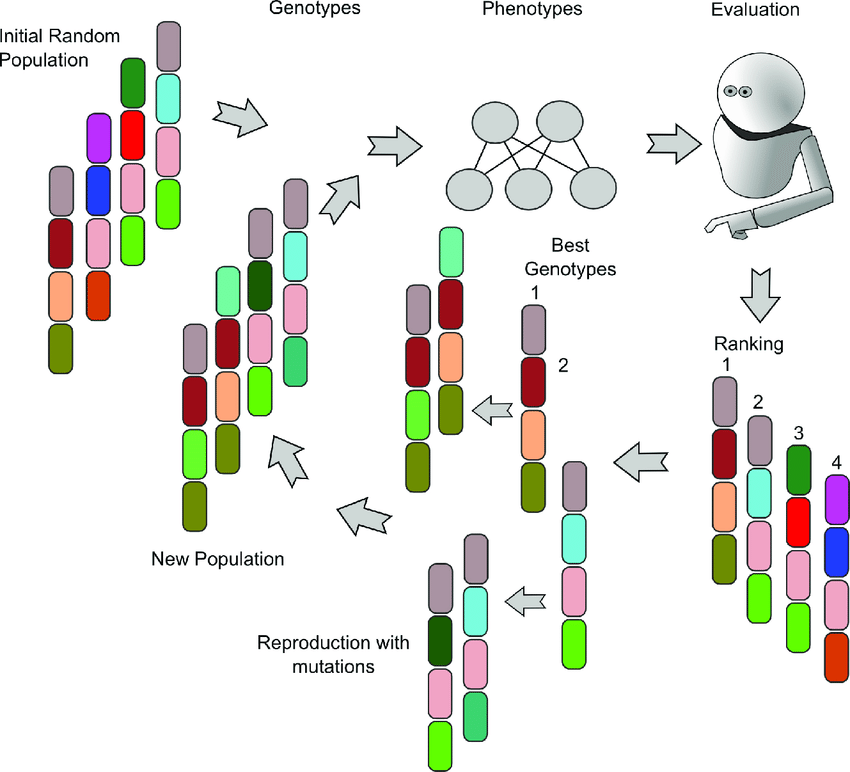 Genotypes
Phenotypes
Evaluation
Initial Random
Population
Best
Genotypes
1
2
Ranking
1
2
3
4
New Population
Reproduction with
mutations